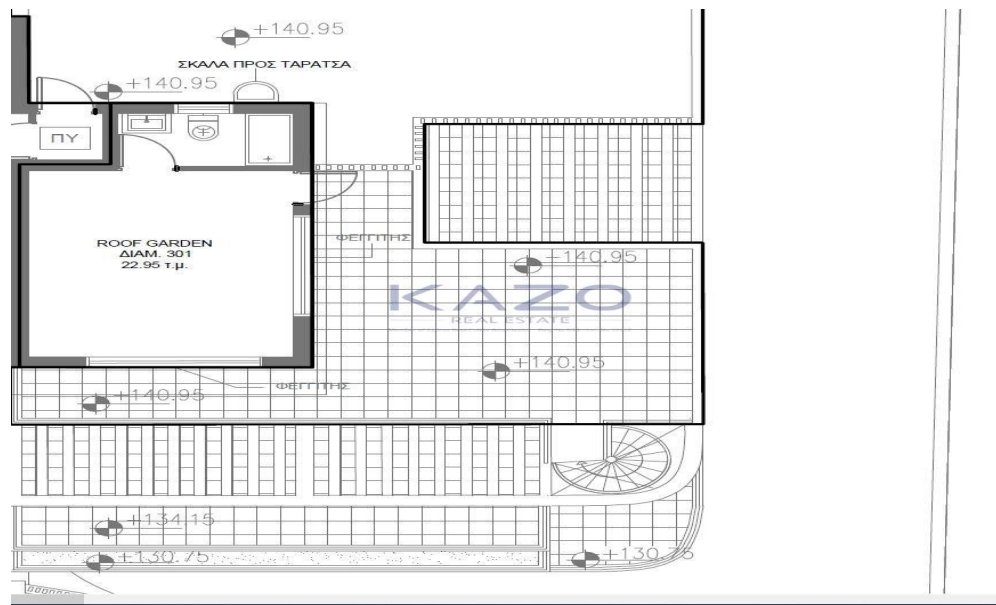 +140.95
ΣΚΑΛΑ ΠΡΟΣ ΤΑΡΑΤΣΑ
+140.95
ΠΥ
ROOF GARDEN
ΔΙΑΜ. 301
22.95 τ.μ.
ΦΕΓΓΙΤΗΣ
-140.95
KAZO
REAL ESTATE
+140.95
ΦΕΓΓΙΤΗΣ
+140.95
+134.15
+130.75
+130.75